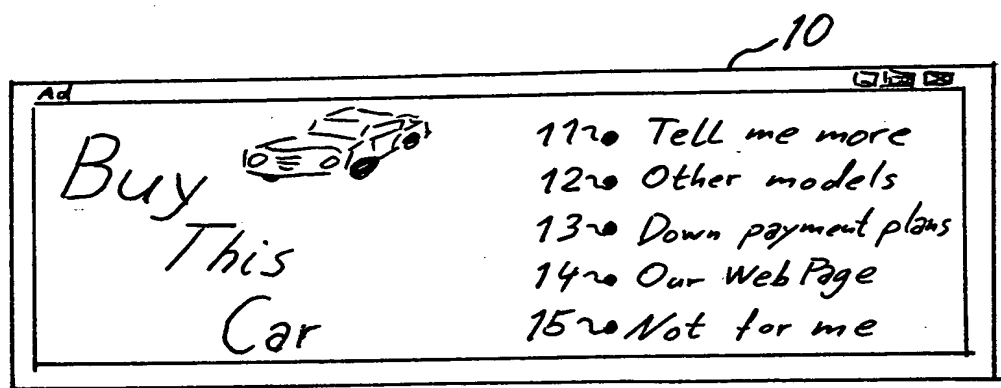 10
Ad
Buy
This
Car
11 Tell me more
12 Other models
13 Down payment plans
14 Our Web Page
15 Not for me